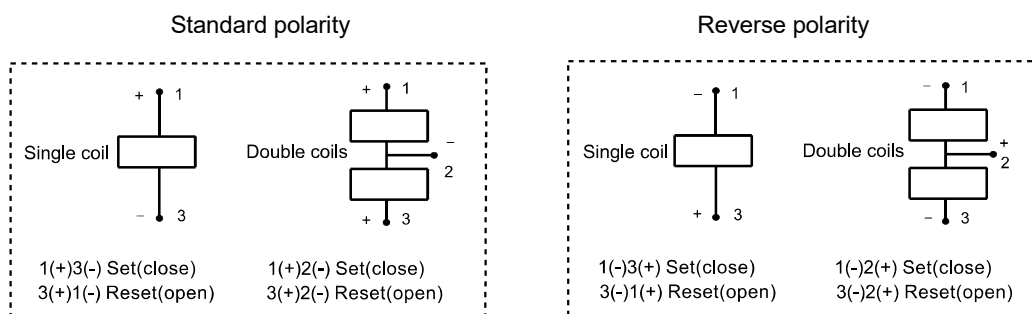 Standard polarity
+ 1
Single coil
− 3
1(+)3(-) Set(close)
3(+)1(-) Reset(open)
+ 1
Double coils
−
2
+ 3
1(+)2(-) Set(close)
3(+)2(-) Reset(open)
Reverse polarity
− 1
Single coil
+ 3
1(-)3(+) Set(close)
3(-)1(+) Reset(open)
− 1
Double coils
+
2
− 3
1(-)2(+) Set(close)
3(-)2(+) Reset(open)